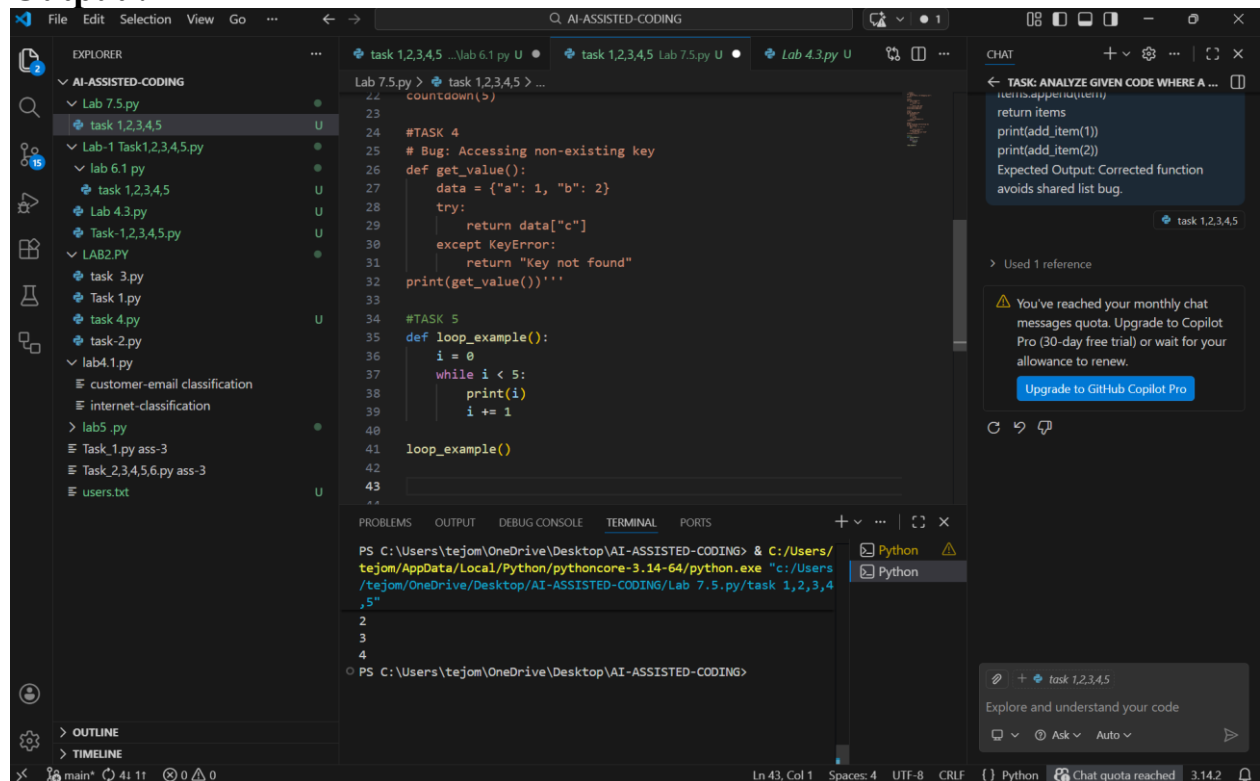 File Edit Selection View Go ··· AI-ASSISTED-CODING 1
EXPLORER
AI-ASSISTED-CODING
Lab 7.5.py
task 1,2,3,4,5 U
Lab-1 Task1,2,3,4,5.py
lab 6.1 py
task 1,2,3,4,5 U
Lab 4.3.py U
Task-1,2,3,4,5.py U
LAB2.PY
task 3.py
Task 1.py
task 4.py U
task-2.py
lab4.1.py
customer-email classification
internet-classification
lab5 .py
Task_1.py ass-3
Task_2,3,4,5,6.py ass-3
users.txt U
OUTLINE
TIMELINE
2
15
task 1,2,3,4,5 ...\lab 6.1 py U task 1,2,3,4,5 Lab 7.5.py U Lab 4.3.py U
Lab 7.5.py > task 1,2,3,4,5 > ...
22 countdown(5)
23
24 #TASK 4
25 # Bug: Accessing non-existing key
26 def get_value():
27 data = {"a": 1, "b": 2}
28 try:
29 return data["c"]
30 except KeyError:
31 return "Key not found"
32 print(get_value())'''
33
34 #TASK 5
35 def loop_example():
36 i = 0
37 while i < 5:
38 print(i)
39 i += 1
40
41 loop_example()
42
43
PROBLEMS OUTPUT DEBUG CONSOLE TERMINAL PORTS
PS C:\Users\tejom\OneDrive\Desktop\AI-ASSISTED-CODING> & C:/Users/
tejom/AppData/Local/Python/pythoncore-3.14-64/python.exe "c:/Users
/tejom/OneDrive/Desktop/AI-ASSISTED-CODING/Lab 7.5.py/task 1,2,3,4
,5"
2
3
4
PS C:\Users\tejom\OneDrive\Desktop\AI-ASSISTED-CODING>
Python
Python
CHAT
TASK: ANALYZE GIVEN CODE WHERE A ...
items.append(item)
return items
print(add_item(1))
print(add_item(2))
Expected Output: Corrected function
avoids shared list bug.
task 1,2,3,4,5
Used 1 reference
You've reached your monthly chat
messages quota. Upgrade to Copilot
Pro (30-day free trial) or wait for your
allowance to renew.
Upgrade to GitHub Copilot Pro
task 1,2,3,4,5
Explore and understand your code
Ask Auto
main* 4↓ 1↑ 0 0 Ln 43, Col 1 Spaces: 4 UTF-8 CRLF {} Python Chat quota reached 3.14.2